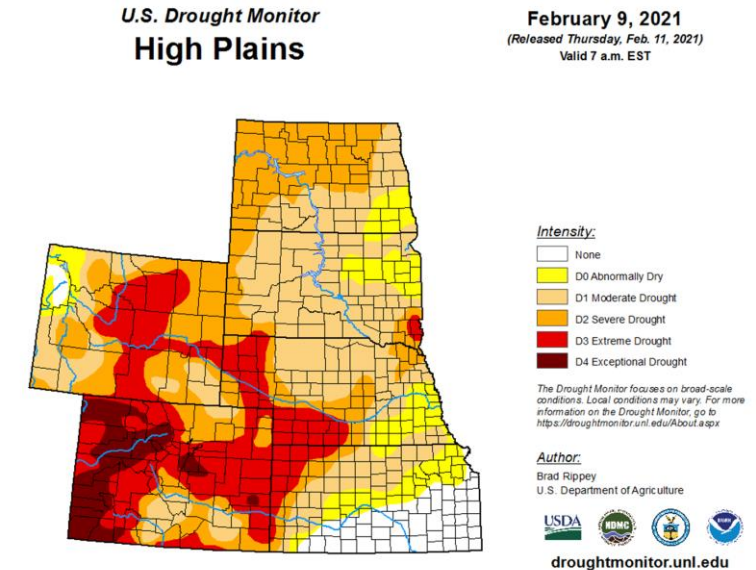 U.S. Drought Monitor
High Plains
February 9, 2021
(Released Thursday, Feb. 11, 2021)
Valid 7 a.m. EST
Intensity:
None
D0 Abnormally Dry
D1 Moderate Drought
D2 Severe Drought
D3 Extreme Drought
D4 Exceptional Drought
The Drought Monitor focuses on broad-scale
conditions. Local conditions may vary. For more
information on the Drought Monitor, go to
https://droughtmonitor.unl.edu/About.aspx
Author:
Brad Rippey
U.S. Department of Agriculture
USDA
NDMC
droughtmonitor.unl.edu